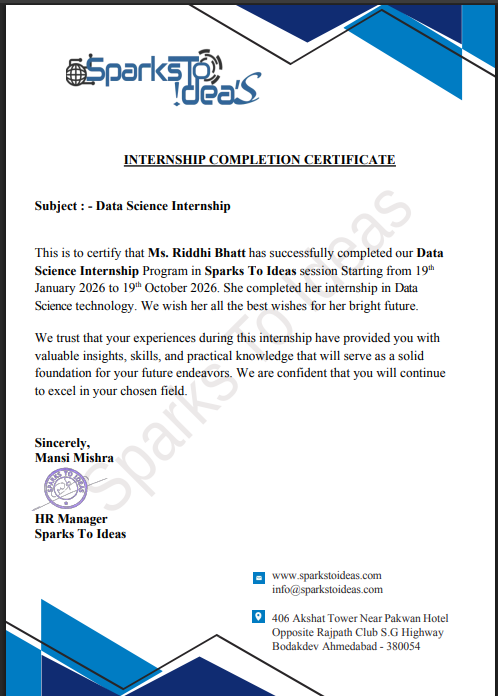 SparksTo
ideas
INTERNSHIP COMPLETION CERTIFICATE
Subject : - Data Science Internship
This is to certify that Ms. Riddhi Bhatt has successfully completed our Data
Science Internship Program in Sparks To Ideas session Starting from 19th
January 2026 to 19th October 2026. She completed her internship in Data
Science technology. We wish her all the best wishes for her bright future.
We trust that your experiences during this internship have provided you with
valuable insights, skills, and practical knowledge that will serve as a solid
foundation for your future endeavors. We are confident that you will continue
to excel in your chosen field.
Sparks To Ideas
Sincerely,
Mansi Mishra
SPARKS TO IDEAS
HR Manager
Sparks To Ideas
www.sparkstoideas.com
info@sparkstoideas.com
406 Akshat Tower Near Pakwan Hotel
Opposite Rajpath Club S.G Highway
Bodakdev Ahmedabad - 380054